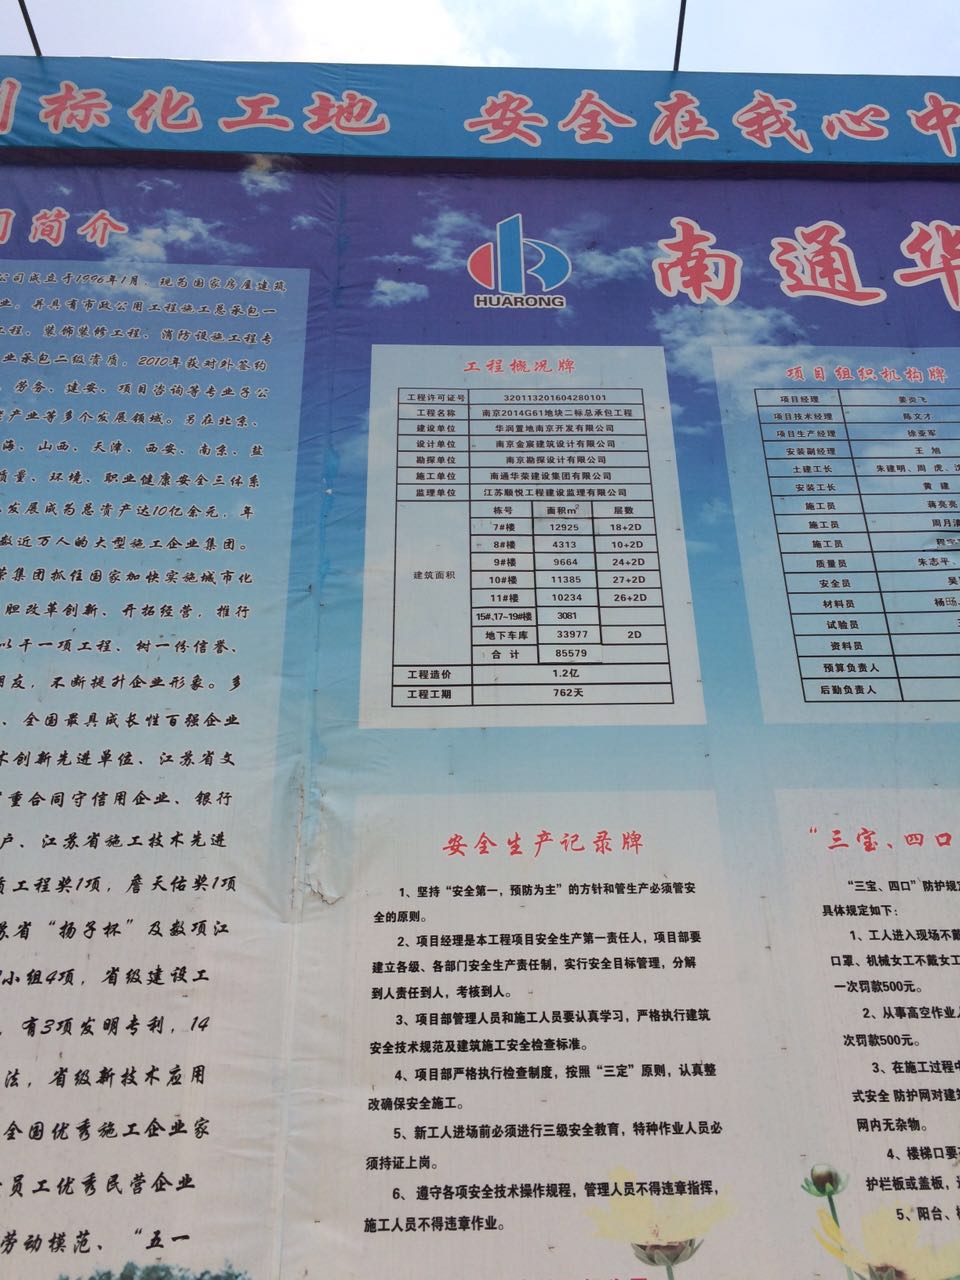 标化工地 安全在我心中
简介
公司成立于1996年1月，现为国家房屋建筑
业，并具有市政公用工程施工总承包一
工程、装饰装修工程、消防设施工程专
业承包二级资质，2010年获对外签约
、劳务、建安、项目咨询等专业子公
产业等多个发展领域。另在北京、
海、山西、天津、西安、南京、盐
质量、环境、职业健康安全三体系
发展成为总资产达10亿余元，年
数近万人的大型施工企业集团。
荣集团抓住国家加快实施城市化
胆改革创新、开拓经营，推行
以干一项工程、树一份信誉、
朋友，不断提升企业形象。多
、全国最具成长性百强企业
术创新先进单位、江苏省文
重合同守信用企业、银行
户、江苏省施工技术先进
质工程奖1项，詹天佑奖1项
苏省“扬子杯”及数项江
小组4项，省级建设工
，有3项发明专利，14
法，省级新技术应用
全国优秀施工企业家
员工优秀民营企业
劳动模范、“五一
HUARONG
南通华
工程概况牌
工程许可证号 320113201604280101
工程名称 南京2014G61地块二标总承包工程
建设单位 华润置地南京开发有限公司
设计单位 南京金宸建筑设计有限公司
勘探单位 南京勘探设计有限公司
施工单位 南通华荣建设集团有限公司
监理单位 江苏顺悦工程建设监理有限公司
建筑面积
栋号 面积m² 层数
7#楼 12925 18+2D
8#楼 4313 10+2D
9#楼 9664 24+2D
10#楼 11385 27+2D
11#楼 10234 26+2D
15#,17~19#楼 3081
地下车库 33977 2D
合计 85579
工程造价 1.2亿
工程工期 762天
项目组织机构牌
项目经理 姜炎飞
项目技术经理 陈文才
项目生产经理 徐亚军
安装副经理 王旭
土建工长 朱建明、周虎、沈
安装工长 黄建
施工员 蒋亮亮
施工员 周月清
施工员
质量员 朱志平、
安全员 吴
材料员 杨
试验员
资料员
预算负责人
后勤负责人
安全生产记录牌
1、坚持“安全第一，预防为主”的方针和管生产必须管安
全的原则。
2、项目经理是本工程项目安全生产第一责任人，项目部要
建立各级、各部门安全生产责任制，实行安全目标管理，分解
到人责任到人，考核到人。
3、项目部管理人员和施工人员要认真学习，严格执行建筑
安全技术规范及建筑施工安全检查标准。
4、项目部严格执行检查制度，按照“三定”原则，认真整
改确保安全施工。
5、新工人进场前必须进行三级安全教育，特种作业人员必
须持证上岗。
6、遵守各项安全技术操作规程，管理人员不得违章指挥，
施工人员不得违章作业。
“三宝、四口
“三宝、四口”防护规定
具体规定如下：
1、工人进入现场不戴
口罩、机械女工不戴女工
一次罚款500元。
2、从事高空作业人
次罚款500元。
3、在施工过程中
式安全防护网对建筑
网内无杂物。
4、楼梯口要
护栏板或盖板，
5、阳台、楼